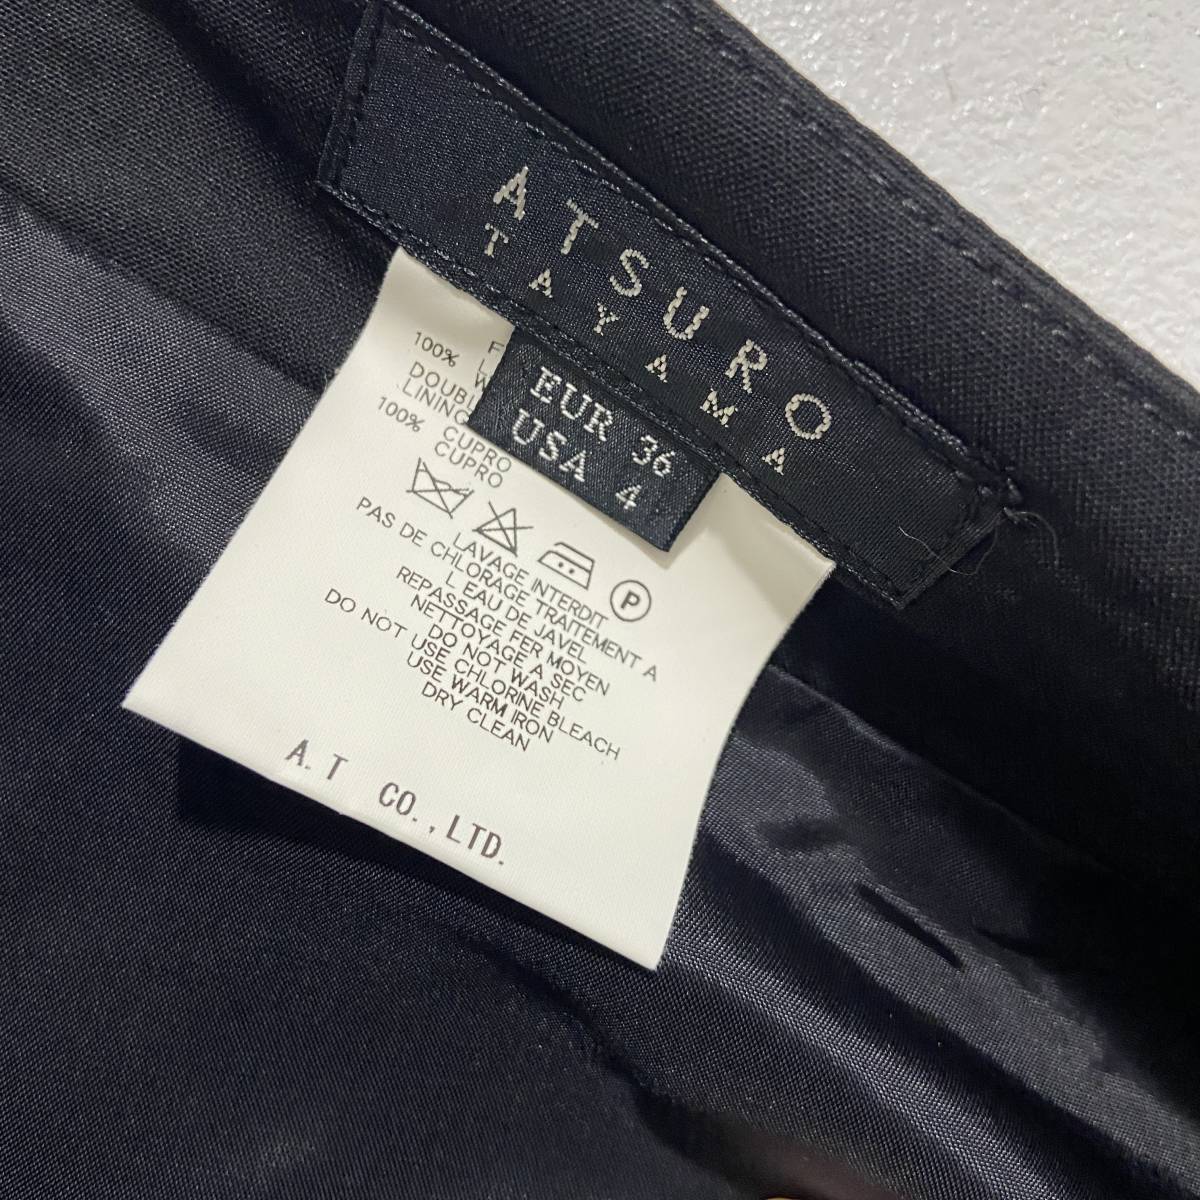 ATSURO
TAYAMA
EUR 36
USA 4
100%
DOUBL
LINING
100% CUPRO
CUPRO
P
LAVAGE INTERDIT
PAS DE CHLORAGE TRAITEMENT A
L EAU DE JAVEL
REPASSAGE FER MOYEN
NETTOYAGE A SEC
DO NOT WASH
DO NOT USE CHLORINE BLEACH
USE WARM IRON
DRY CLEAN
A.T CO.,LTD.